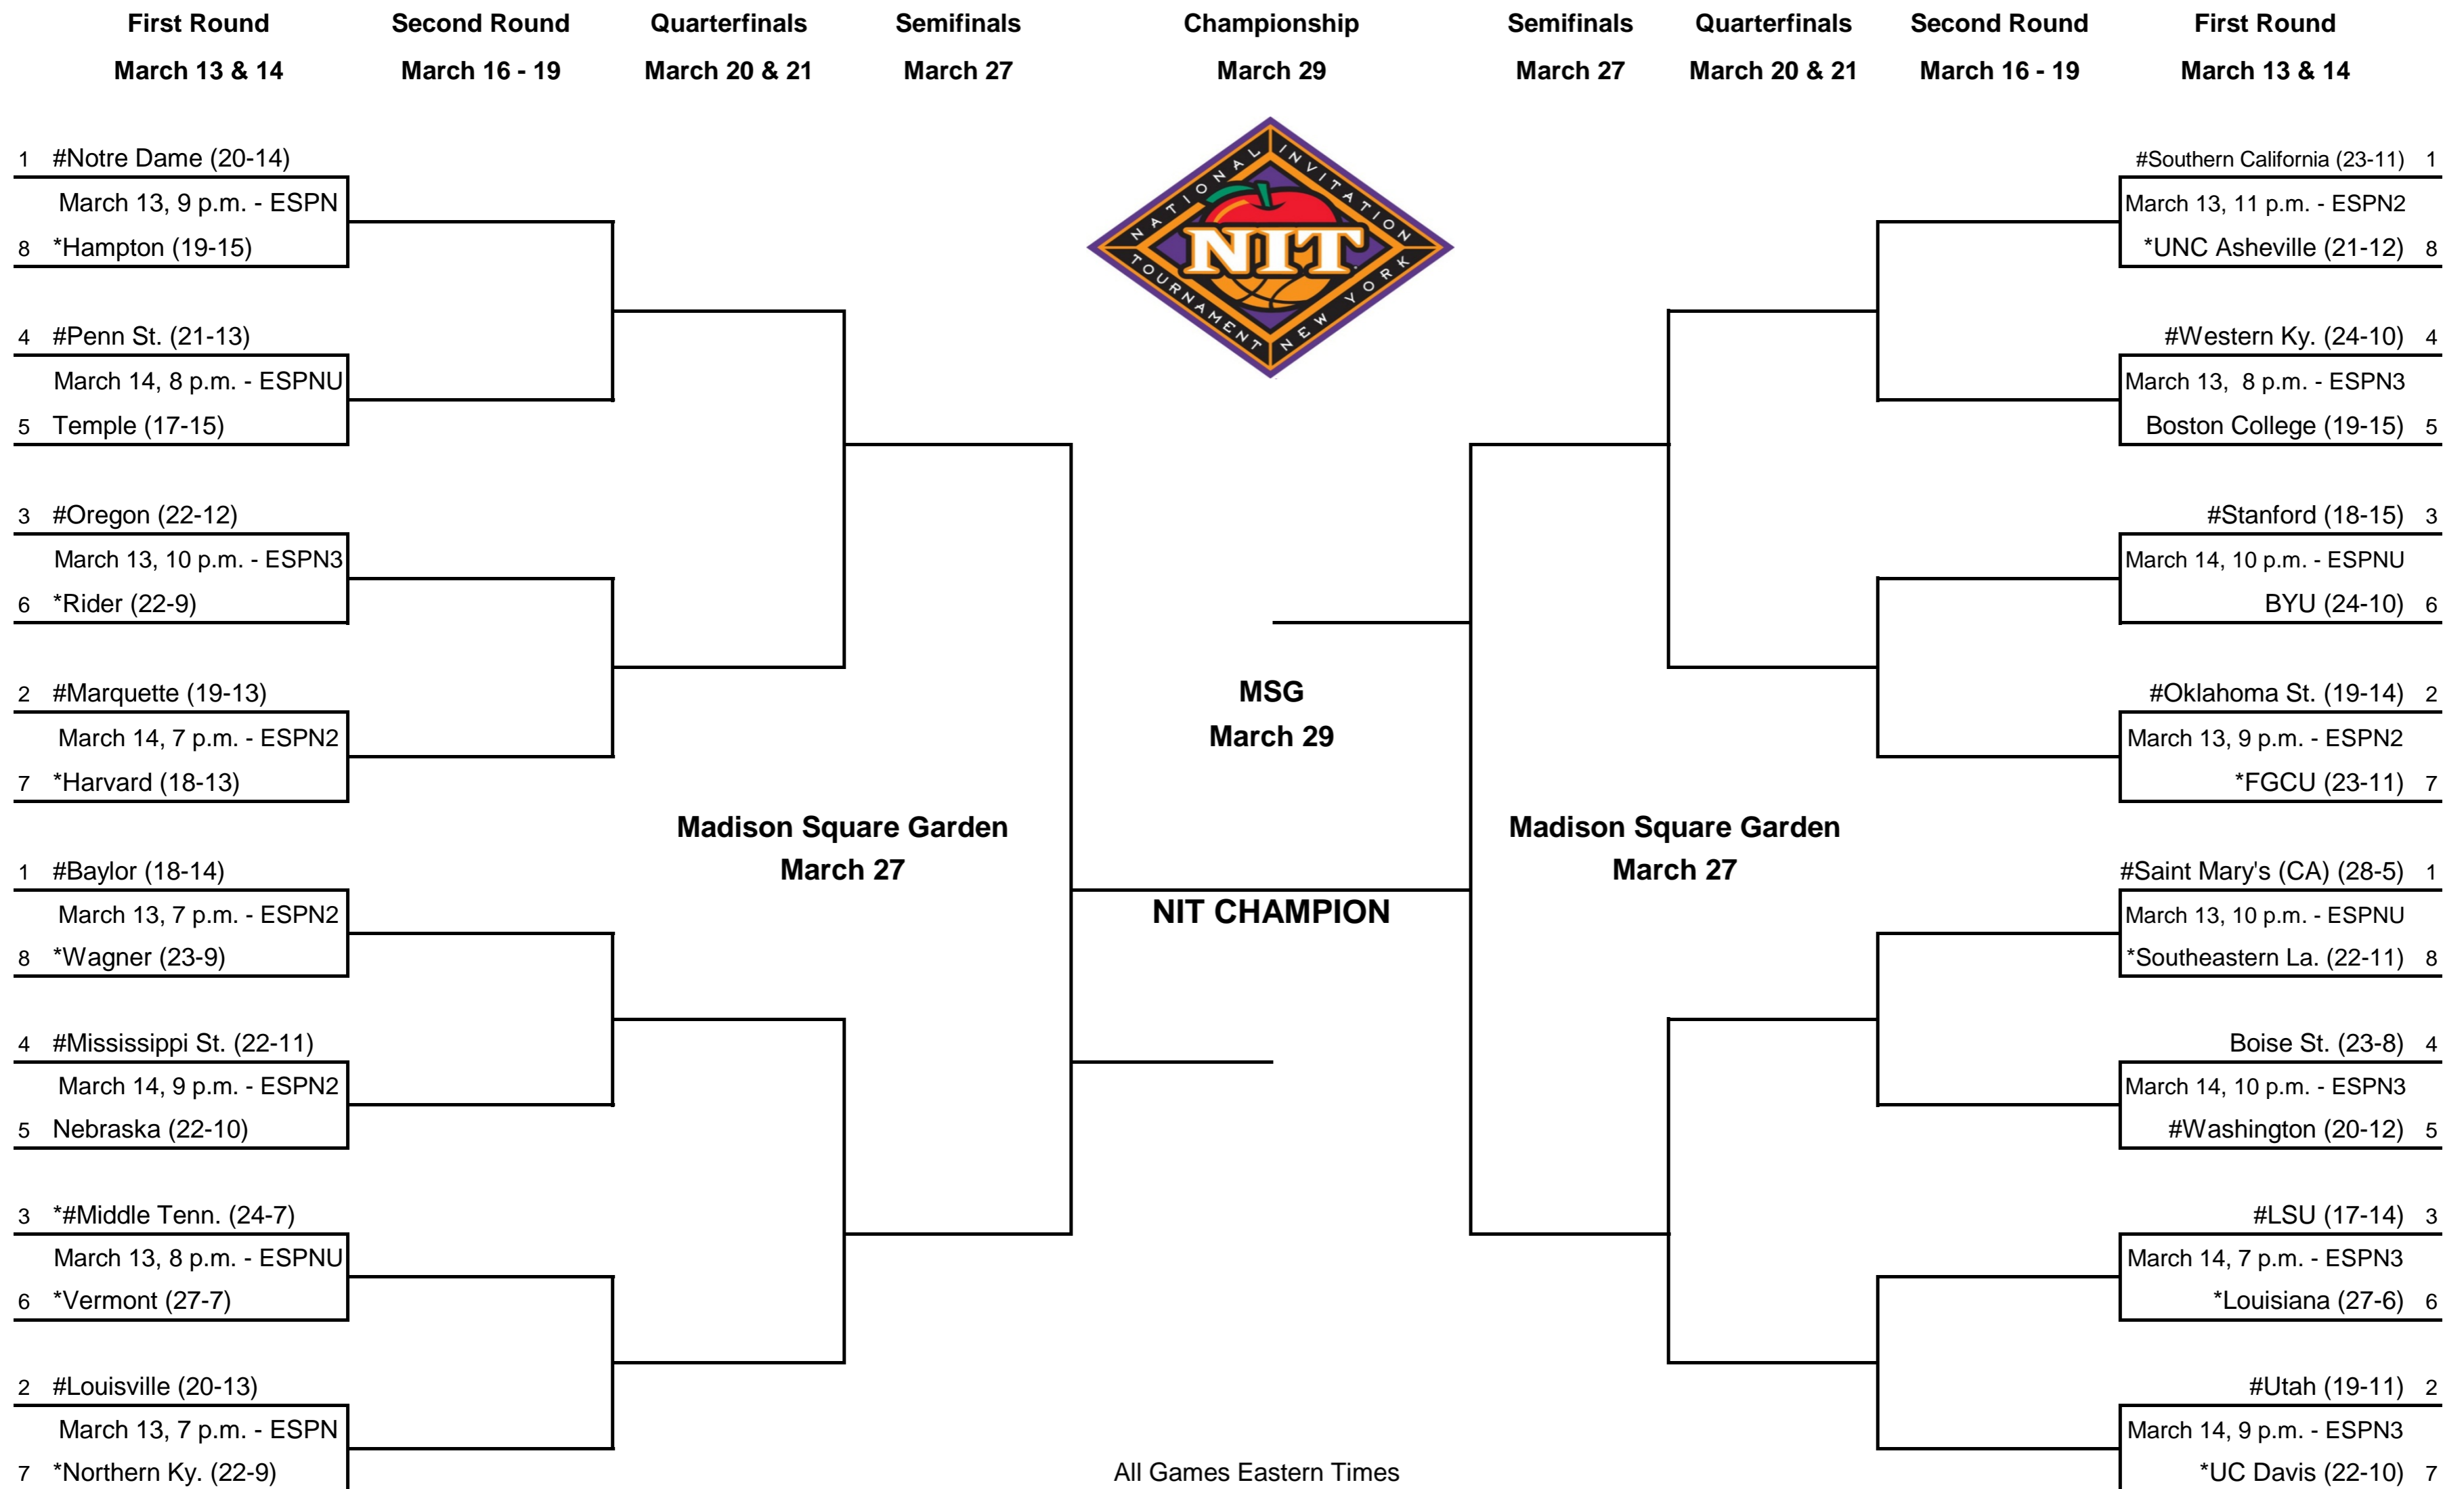 First Round Second Round Quarterfinals Semifinals Championship Semifinals Quarterfinals Second Round First Round
March 13 & 14 March 16 - 19 March 20 & 21 March 27 March 29 March 27 March 20 & 21 March 16 - 19 March 13 & 14
1 #Notre Dame (20-14)
March 13, 9 p.m. - ESPN
8 *Hampton (19-15)
4 #Penn St. (21-13)
March 14, 8 p.m. - ESPNU
5 Temple (17-15)
3 #Oregon (22-12)
March 13, 10 p.m. - ESPN3
6 *Rider (22-9)
2 #Marquette (19-13)
March 14, 7 p.m. - ESPN2
7 *Harvard (18-13)
1 #Baylor (18-14)
March 13, 7 p.m. - ESPN2
8 *Wagner (23-9)
4 #Mississippi St. (22-11)
March 14, 9 p.m. - ESPN2
5 Nebraska (22-10)
3 *#Middle Tenn. (24-7)
March 13, 8 p.m. - ESPNU
6 *Vermont (27-7)
2 #Louisville (20-13)
March 13, 7 p.m. - ESPN
7 *Northern Ky. (22-9)
Madison Square Garden
March 27
NATIONAL INVITATION
NIT
TOURNAMENT NEW YORK
MSG
March 29
NIT CHAMPION
All Games Eastern Times
Madison Square Garden
March 27
#Southern California (23-11) 1
March 13, 11 p.m. - ESPN2
*UNC Asheville (21-12) 8
#Western Ky. (24-10) 4
March 13, 8 p.m. - ESPN3
Boston College (19-15) 5
#Stanford (18-15) 3
March 14, 10 p.m. - ESPNU
BYU (24-10) 6
#Oklahoma St. (19-14) 2
March 13, 9 p.m. - ESPN2
*FGCU (23-11) 7
#Saint Mary's (CA) (28-5) 1
March 13, 10 p.m. - ESPNU
*Southeastern La. (22-11) 8
Boise St. (23-8) 4
March 14, 10 p.m. - ESPN3
#Washington (20-12) 5
#LSU (17-14) 3
March 14, 7 p.m. - ESPN3
*Louisiana (27-6) 6
#Utah (19-11) 2
March 14, 9 p.m. - ESPN3
*UC Davis (22-10) 7